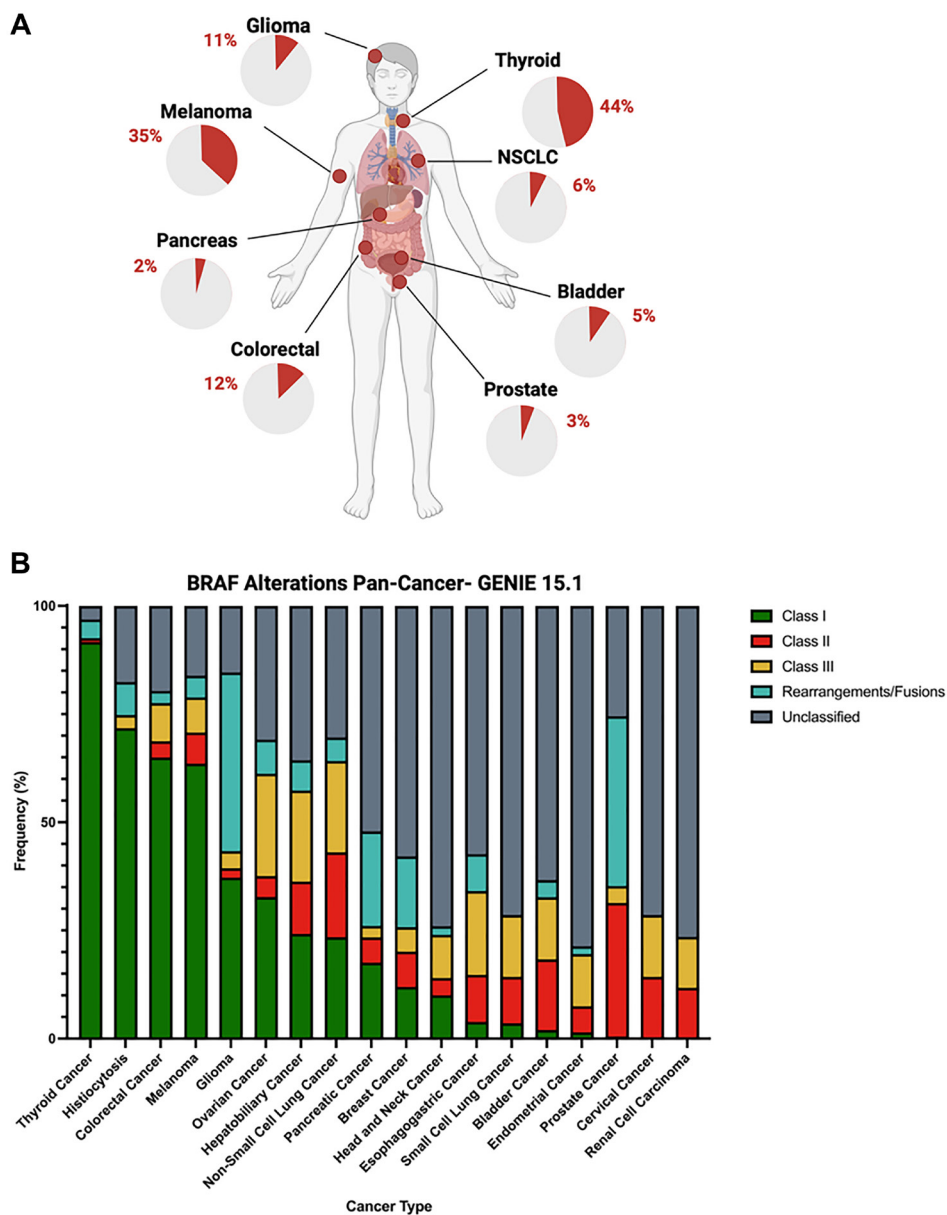 A
Glioma
11%
Thyroid
44%
Melanoma
35%
NSCLC
6%
Pancreas
2%
Bladder
5%
Colorectal
12%
Prostate
3%
B
BRAF Alterations Pan-Cancer- GENIE 15.1
100
50
0
Frequency (%)
Class I
Class II
Class III
Rearrangements/Fusions
Unclassified
Thyroid Cancer
Histiocytosis
Colorectal Cancer
Melanoma
Glioma
Ovarian Cancer
Hepatobiliary Cancer
Non-Small Cell Lung Cancer
Pancreatic Cancer
Breast Cancer
Head and Neck Cancer
Esophagogastric Cancer
Small Cell Lung Cancer
Bladder Cancer
Endometrial Cancer
Prostate Cancer
Cervical Cancer
Renal Cell Carcinoma
Cancer Type